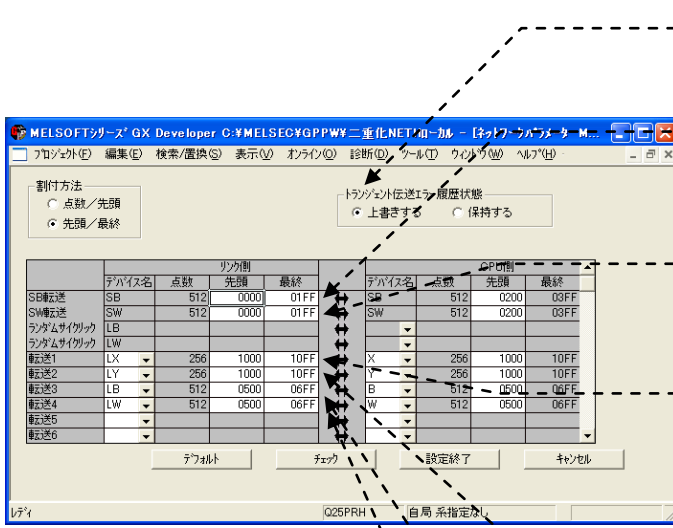 MELSOFTシリーズ GX Developer C:¥MELSEC¥GPPW¥二重化NET¥ローカル - [ネットワークパラメータ M...
プロジェクト(F) 編集(E) 検索/置換(S) 表示(V) オンライン(O) 診断(D) ツール(T) ウィンドウ(W) ヘルプ(H)
割付方法
点数/先頭
先頭/最終
トランジェント伝送エラー履歴状態
上書きする 保持する
リンク側 CPU側
デバイス名 点数 先頭 最終 デバイス名 点数 先頭 最終
SB転送 SB 512 0000 01FF SB 512 0200 03FF
SW転送 SW 512 0000 01FF SW 512 0200 03FF
ランダムサイクリック LB
ランダムサイクリック LW
転送1 LX 256 1000 10FF X 256 1000 10FF
転送2 LY 256 1000 10FF Y 256 1000 10FF
転送3 LB 512 0500 06FF B 512 0500 06FF
転送4 LW 512 0500 06FF W 512 0500 06FF
転送5
転送6
デフォルト チェック 設定終了 キャンセル
レディ Q25PRH 自局 系指定なし